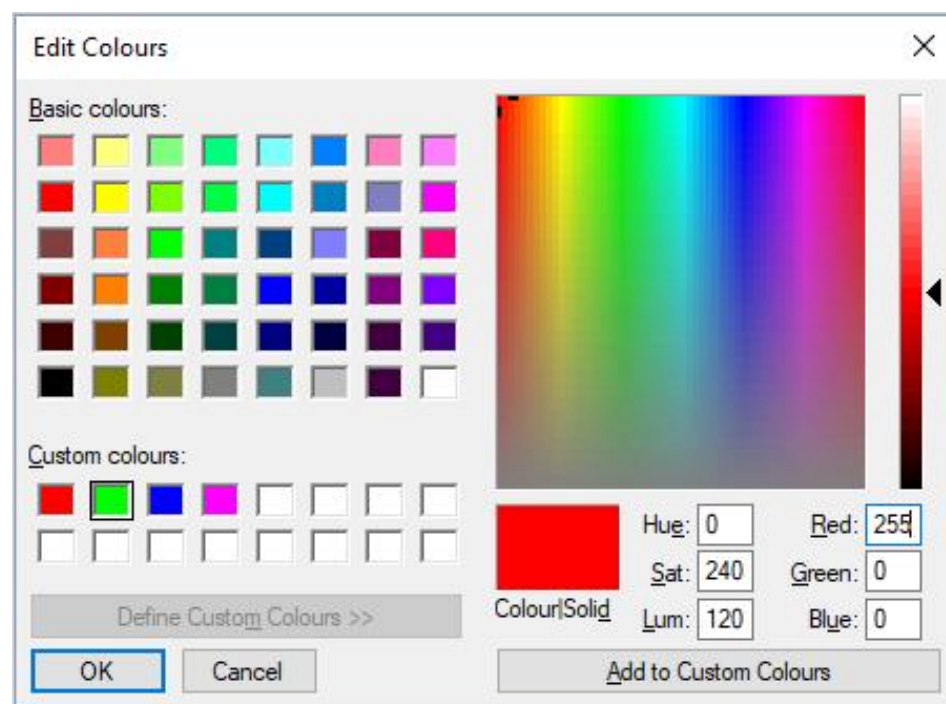 Edit Colours
Basic colours:
Custom colours:
Define Custom Colours >>
OK
Cancel
Colour|Solid
Hue: 0
Sat: 240
Lum: 120
Red: 255
Green: 0
Blue: 0
Add to Custom Colours